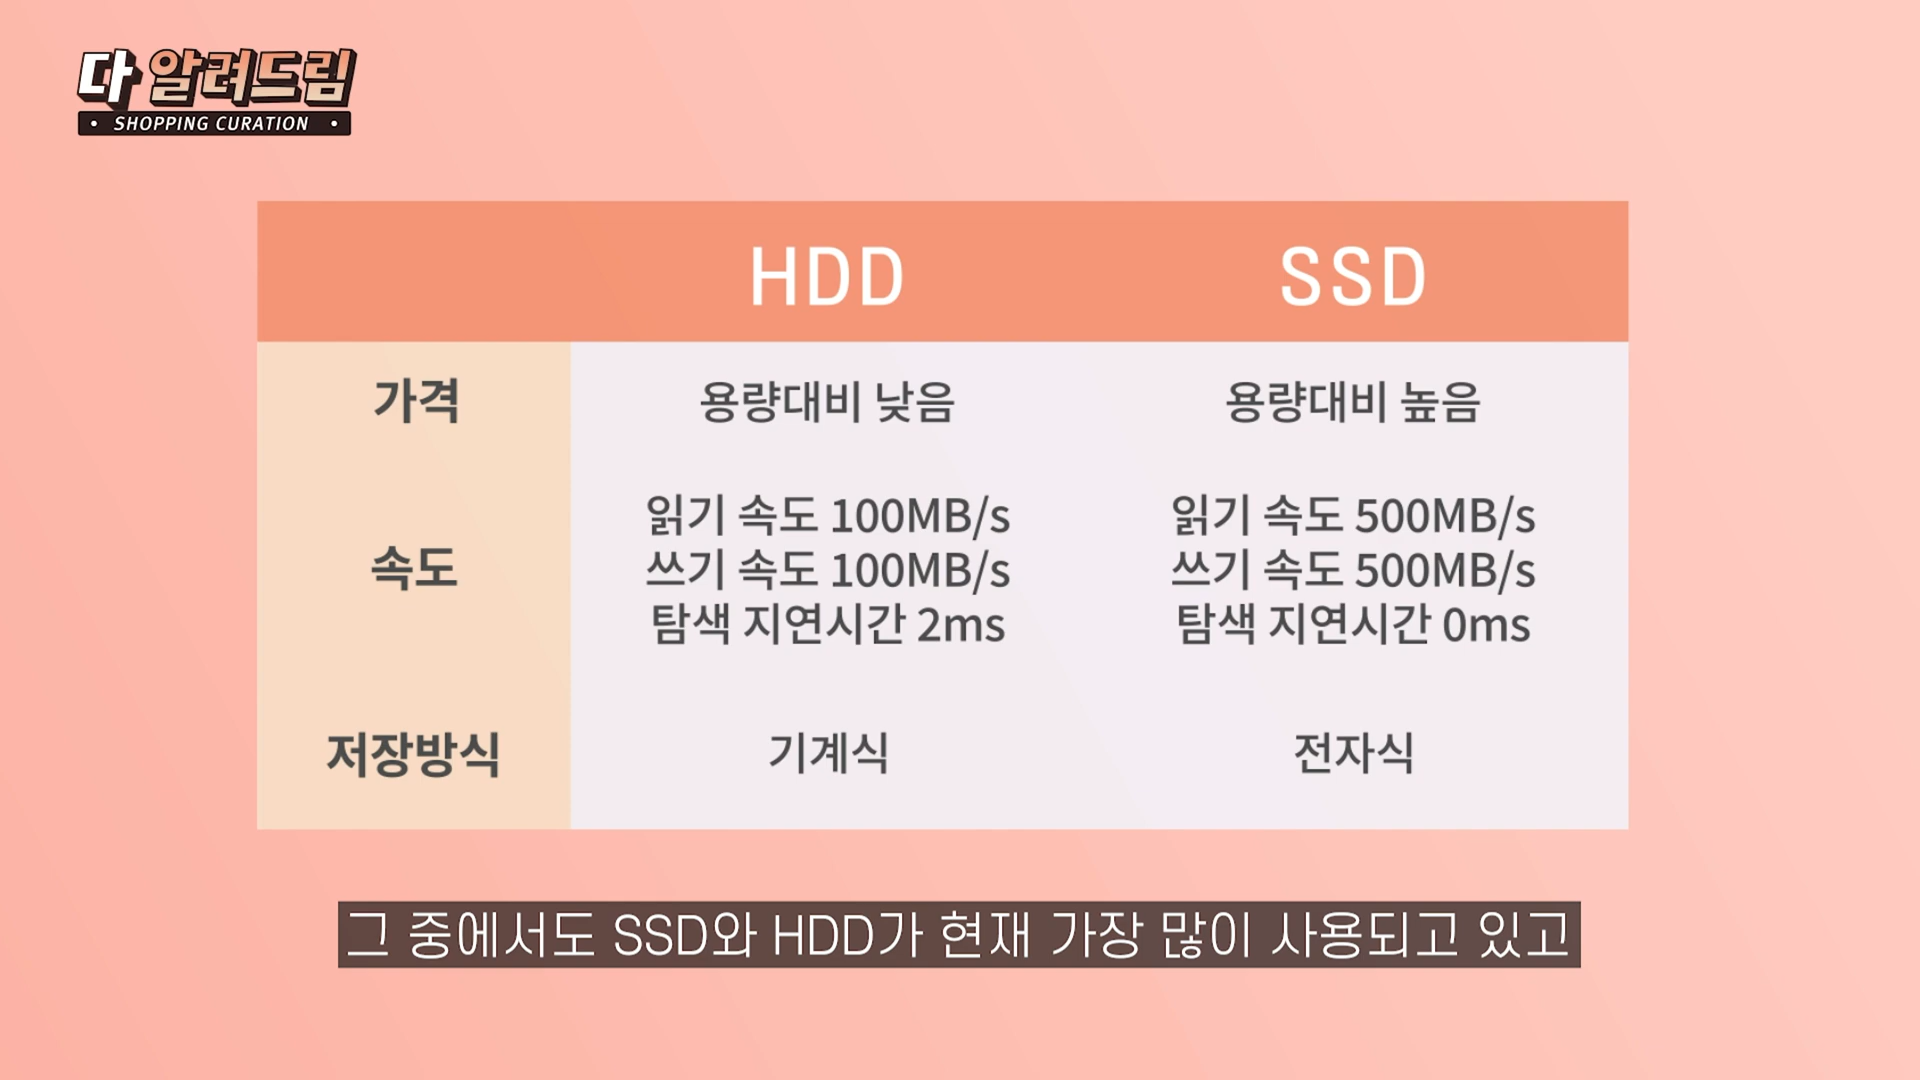 다 알려드림
• SHOPPING CURATION •
HDD SSD
가격 용량대비 낮음 용량대비 높음
읽기 속도 100MB/s 읽기 속도 500MB/s
속도 쓰기 속도 100MB/s 쓰기 속도 500MB/s
탐색 지연시간 2ms 탐색 지연시간 0ms
저장방식 기계식 전자식
그 중에서도 SSD와 HDD가 현재 가장 많이 사용되고 있고